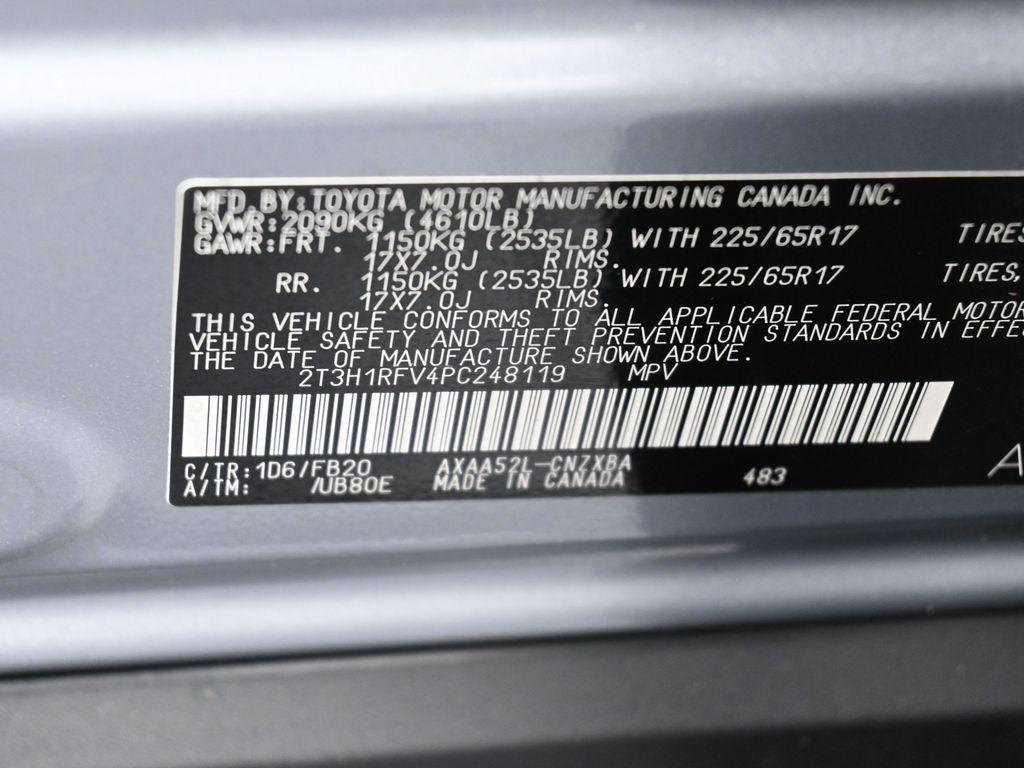 MFD. BY: TOYOTA MOTOR MANUFACTURING CANADA INC.
GVWR: 2090KG (4610LB)
GAWR: FRT. 1150KG (2535LB) WITH 225/65R17 TIRES
17X7.0J RIMS.
RR. 1150KG (2535LB) WITH 225/65R17 TIRES,
17X7.0J RIMS.
THIS VEHICLE CONFORMS TO ALL APPLICABLE FEDERAL MOTOR
VEHICLE SAFETY AND THEFT PREVENTION STANDARDS IN EFFE
THE DATE OF MANUFACTURE SHOWN ABOVE.
2T3H1RFV4PC248119 MPV
C/TR: 1D6/FB20 AXAA52L-CNZXBA
A/TM: /UB80E MADE IN CANADA 483
A